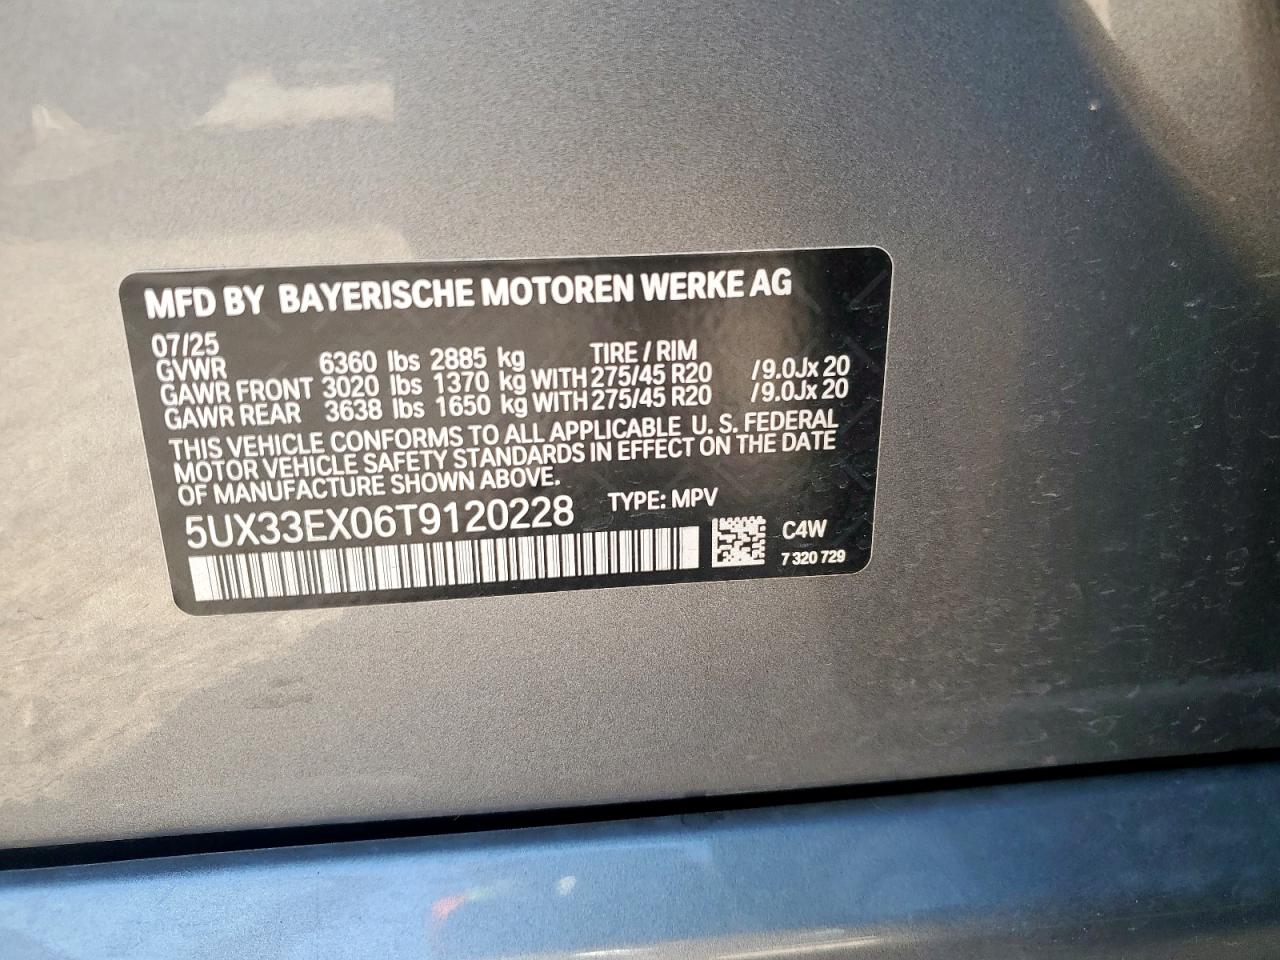 MFD BY BAYERISCHE MOTOREN WERKE AG
07/25 TIRE / RIM
GVWR 6360 lbs 2885 kg
GAWR FRONT 3020 lbs 1370 kg WITH 275/45 R20 /9.0Jx 20
GAWR REAR 3638 lbs 1650 kg WITH 275/45 R20 /9.0Jx 20
THIS VEHICLE CONFORMS TO ALL APPLICABLE U. S. FEDERAL
MOTOR VEHICLE SAFETY STANDARDS IN EFFECT ON THE DATE
OF MANUFACTURE SHOWN ABOVE.
5UX33EX06T9120228 TYPE: MPV
C4W
7 320 729